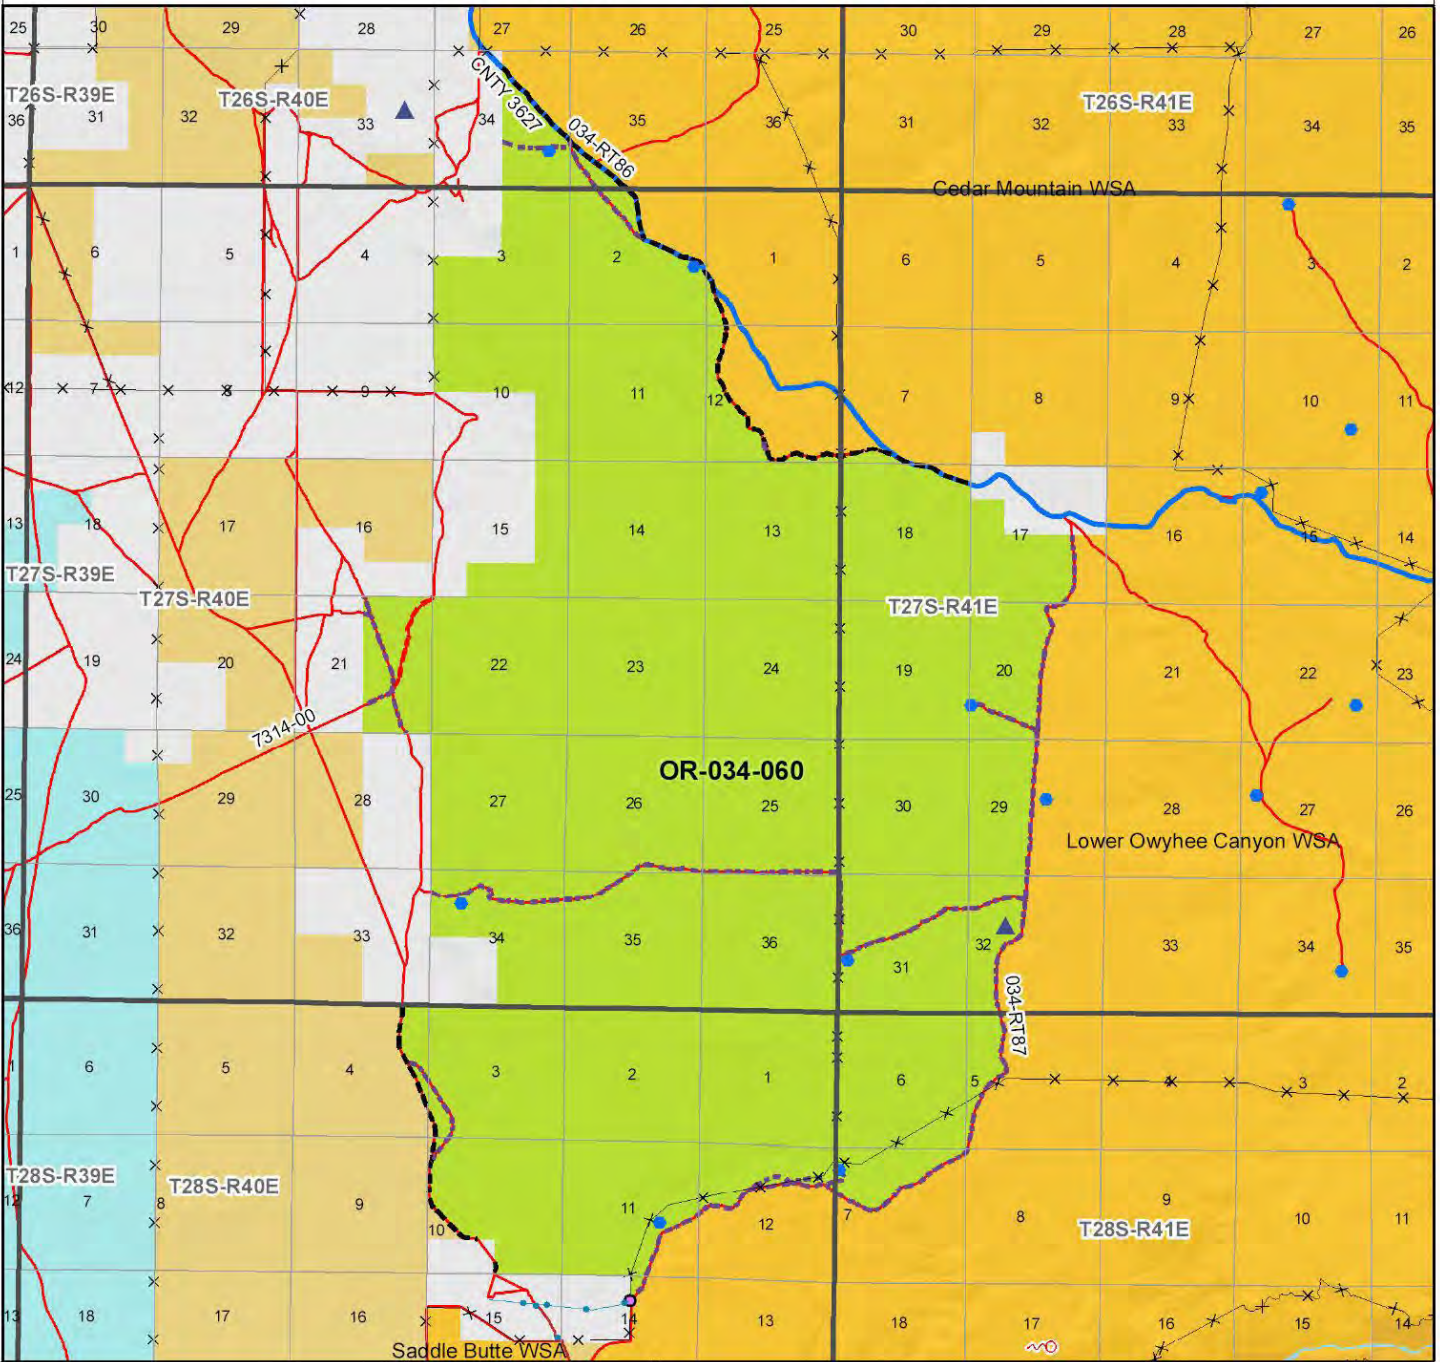 25 30 29 28 27 26 25 30 29 28 27 26
T26S-R39E T26S-R40E CNTY 3627 034-RT86 T26S-R41E
36 31 32 33 34 35 36 31 32 33 34 35
Cedar Mountain WSA
1 6 5 4 3 2 1 6 5 4 3 2
12 7 8 9 10 11 12 7 8 9 10 11
13 18 17 16 15 14 13 18 17 16 15 14
T27S-R39E T27S-R40E T27S-R41E
24 19 20 21 22 23 24 19 20 21 22 23
7314-00
OR-034-060
25 30 29 28 27 26 25 30 29 28 27 26
Lower Owyhee Canyon WSA
36 31 32 33 34 35 36 31 32 33 34 35
034-RT87
1 6 5 4 3 2 1 6 5 4 3 2
T28S-R39E T28S-R40E T28S-R41E
12 7 8 9 10 11 12 7 8 9 10 11
13 18 17 16 15 14 13 18 17 16 15 14
Saddle Butte WSA